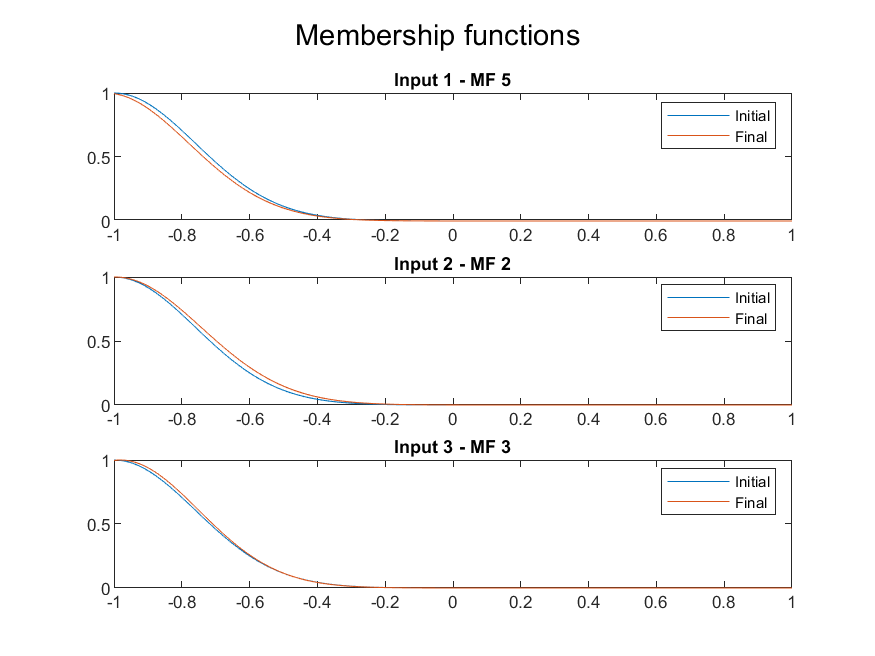 Membership functions
Input 1 - MF 5
1
0.5
0
Initial
Final
-1 -0.8 -0.6 -0.4 -0.2 0 0.2 0.4 0.6 0.8 1
Input 2 - MF 2
1
0.5
0
Initial
Final
-1 -0.8 -0.6 -0.4 -0.2 0 0.2 0.4 0.6 0.8 1
Input 3 - MF 3
1
0.5
0
Initial
Final
-1 -0.8 -0.6 -0.4 -0.2 0 0.2 0.4 0.6 0.8 1